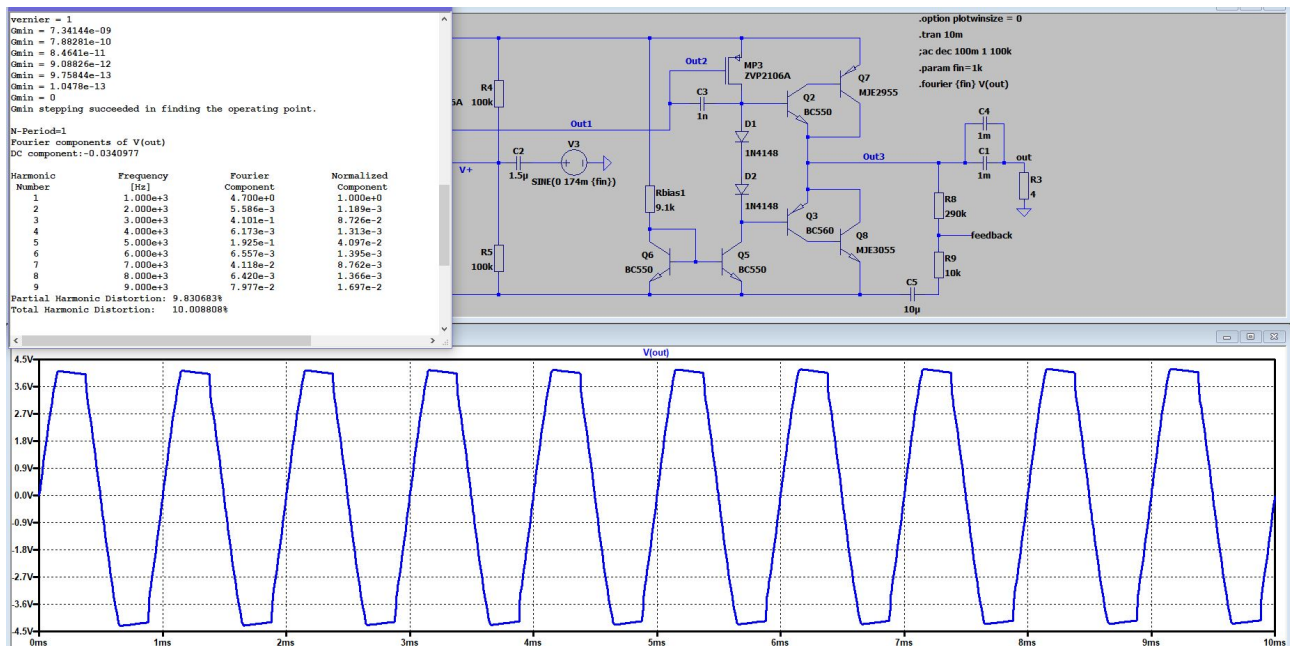 vernier = 1
Gmin = 7.34144e-09
Gmin = 7.88281e-10
Gmin = 8.4641e-11
Gmin = 9.08826e-12
Gmin = 9.75844e-13
Gmin = 1.0478e-13
Gmin = 0
Gmin stepping succeeded in finding the operating point.
N-Period=1
Fourier components of V(out)
DC component:-0.0340977
Harmonic Frequency Fourier Normalized
Number [Hz] Component Component
1 1.000e+3 4.700e+0 1.000e+0
2 2.000e+3 5.586e-3 1.189e-3
3 3.000e+3 4.101e-1 8.726e-2
4 4.000e+3 6.173e-3 1.313e-3
5 5.000e+3 1.925e-1 4.097e-2
6 6.000e+3 6.557e-3 1.395e-3
7 7.000e+3 4.118e-2 8.762e-3
8 8.000e+3 6.420e-3 1.366e-3
9 9.000e+3 7.977e-2 1.697e-2
Partial Harmonic Distortion: 9.830683%
Total Harmonic Distortion: 10.008808%
.option plotwinsize = 0
.tran 10m
;ac dec 100m 1 100k
.param fin=1k
.fourier {fin} V(out)
Out2
MP3
ZVP2106A
Q7
MJE2955
R4
100k
6A
C3
1n
Q2
BC550
Out1
D1
1N4148
C4
1m
C2
1.5µ
V3
SINE(0 174m {fin})
V+
Out3
C1
1m
out
D2
1N4148
R3
4
Rbias1
9.1k
R8
290k
Q3
BC560
feedback
Q8
MJE3055
R5
100k
Q6
BC550
Q5
BC550
R9
10k
C5
10µ
V(out)
4.5V
3.6V
2.7V
1.8V
0.9V
0.0V
-0.9V
-1.8V
-2.7V
-3.6V
-4.5V
0ms 1ms 2ms 3ms 4ms 5ms 6ms 7ms 8ms 9ms 10ms